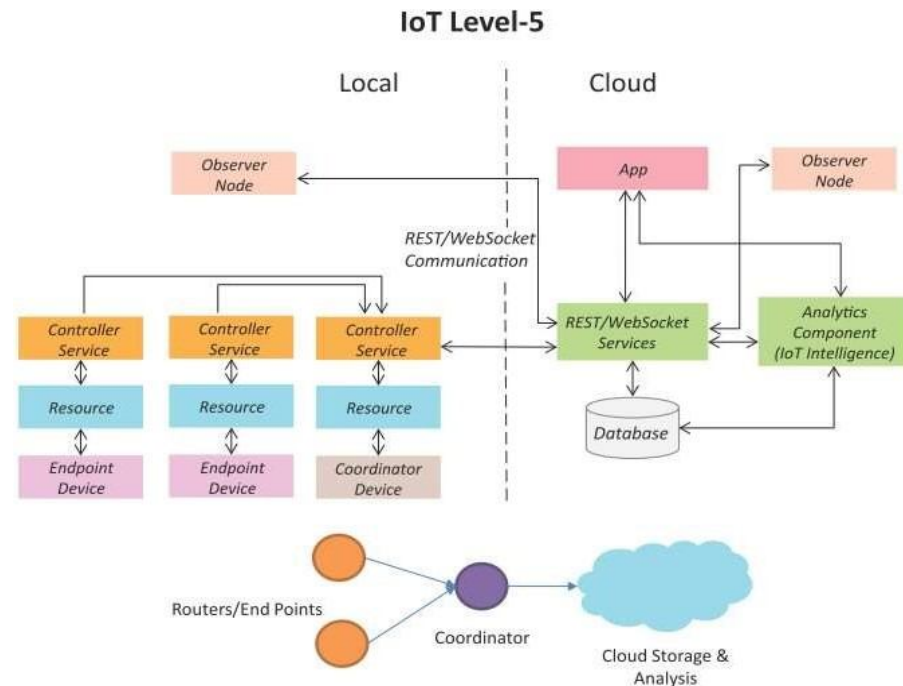 IoT Level-5
Local
Cloud
Observer
Node
App
Observer
Node
REST/WebSocket
Communication
Controller
Service
Controller
Service
Controller
Service
REST/WebSocket
Services
Analytics
Component
(IoT Intelligence)
Resource
Resource
Resource
Database
Endpoint
Device
Endpoint
Device
Coordinator
Device
Routers/End Points
Coordinator
Cloud Storage &
Analysis